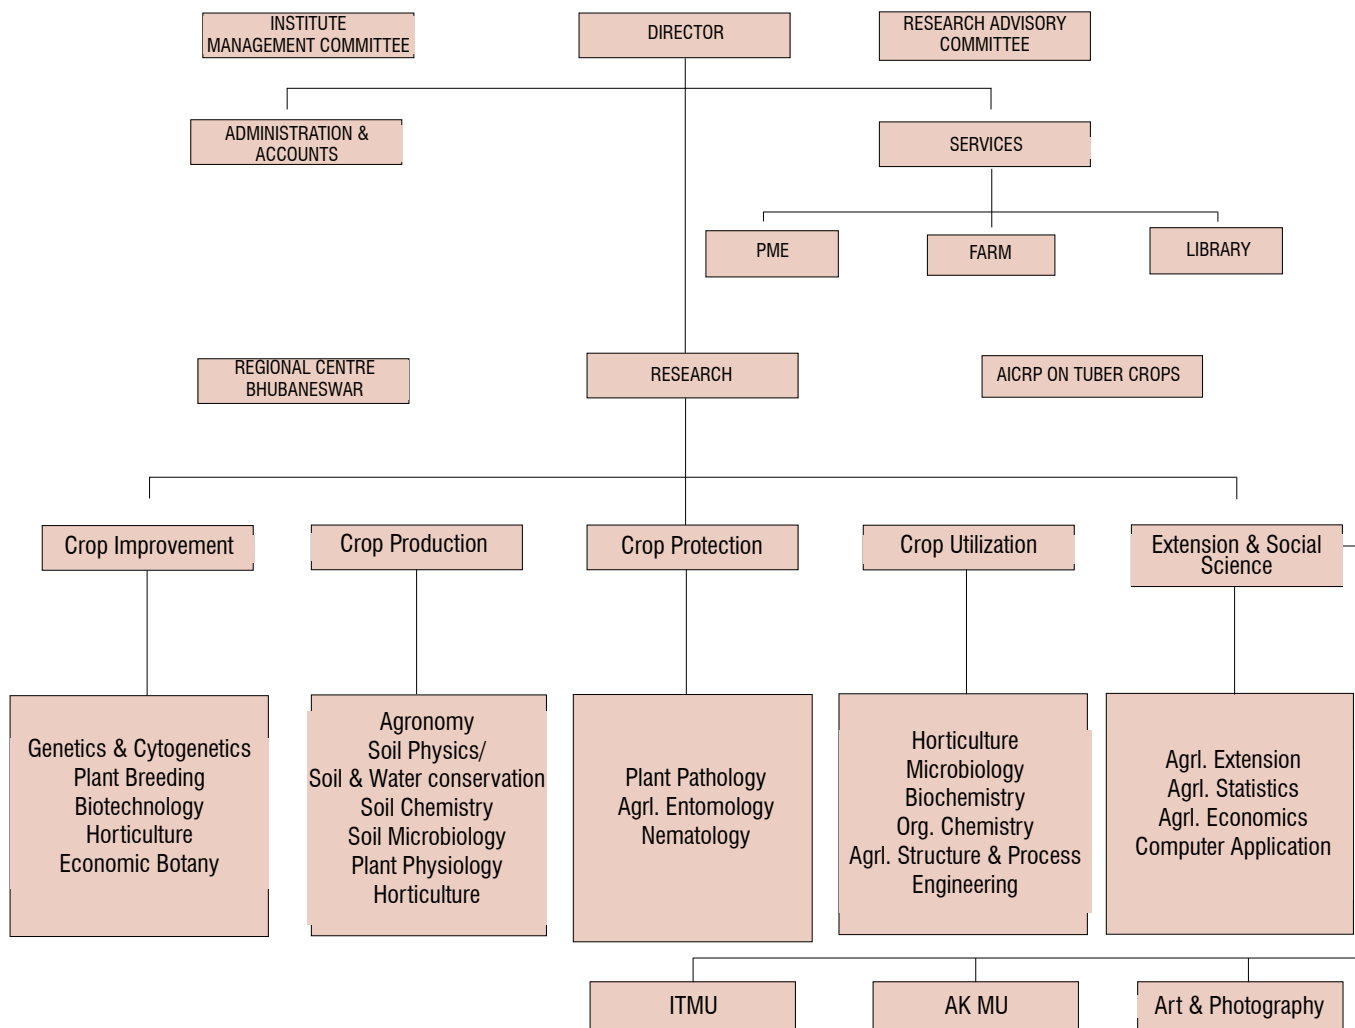 INSTITUTE
MANAGEMENT COMMITTEE
DIRECTOR
RESEARCH ADVISORY
COMMITTEE
ADMINISTRATION &
ACCOUNTS
SERVICES
PME
FARM
LIBRARY
REGIONAL CENTRE
BHUBANESWAR
RESEARCH
AICRP ON TUBER CROPS
Crop Improvement
Crop Production
Crop Protection
Crop Utilization
Extension & Social
Science
Genetics & Cytogenetics
Plant Breeding
Biotechnology
Horticulture
Economic Botany
Agronomy
Soil Physics/
Soil & Water conservation
Soil Chemistry
Soil Microbiology
Plant Physiology
Horticulture
Plant Pathology
Agrl. Entomology
Nematology
Horticulture
Microbiology
Biochemistry
Org. Chemistry
Agrl. Structure & Process
Engineering
Agrl. Extension
Agrl. Statistics
Agrl. Economics
Computer Application
ITMU
AK MU
Art & Photography